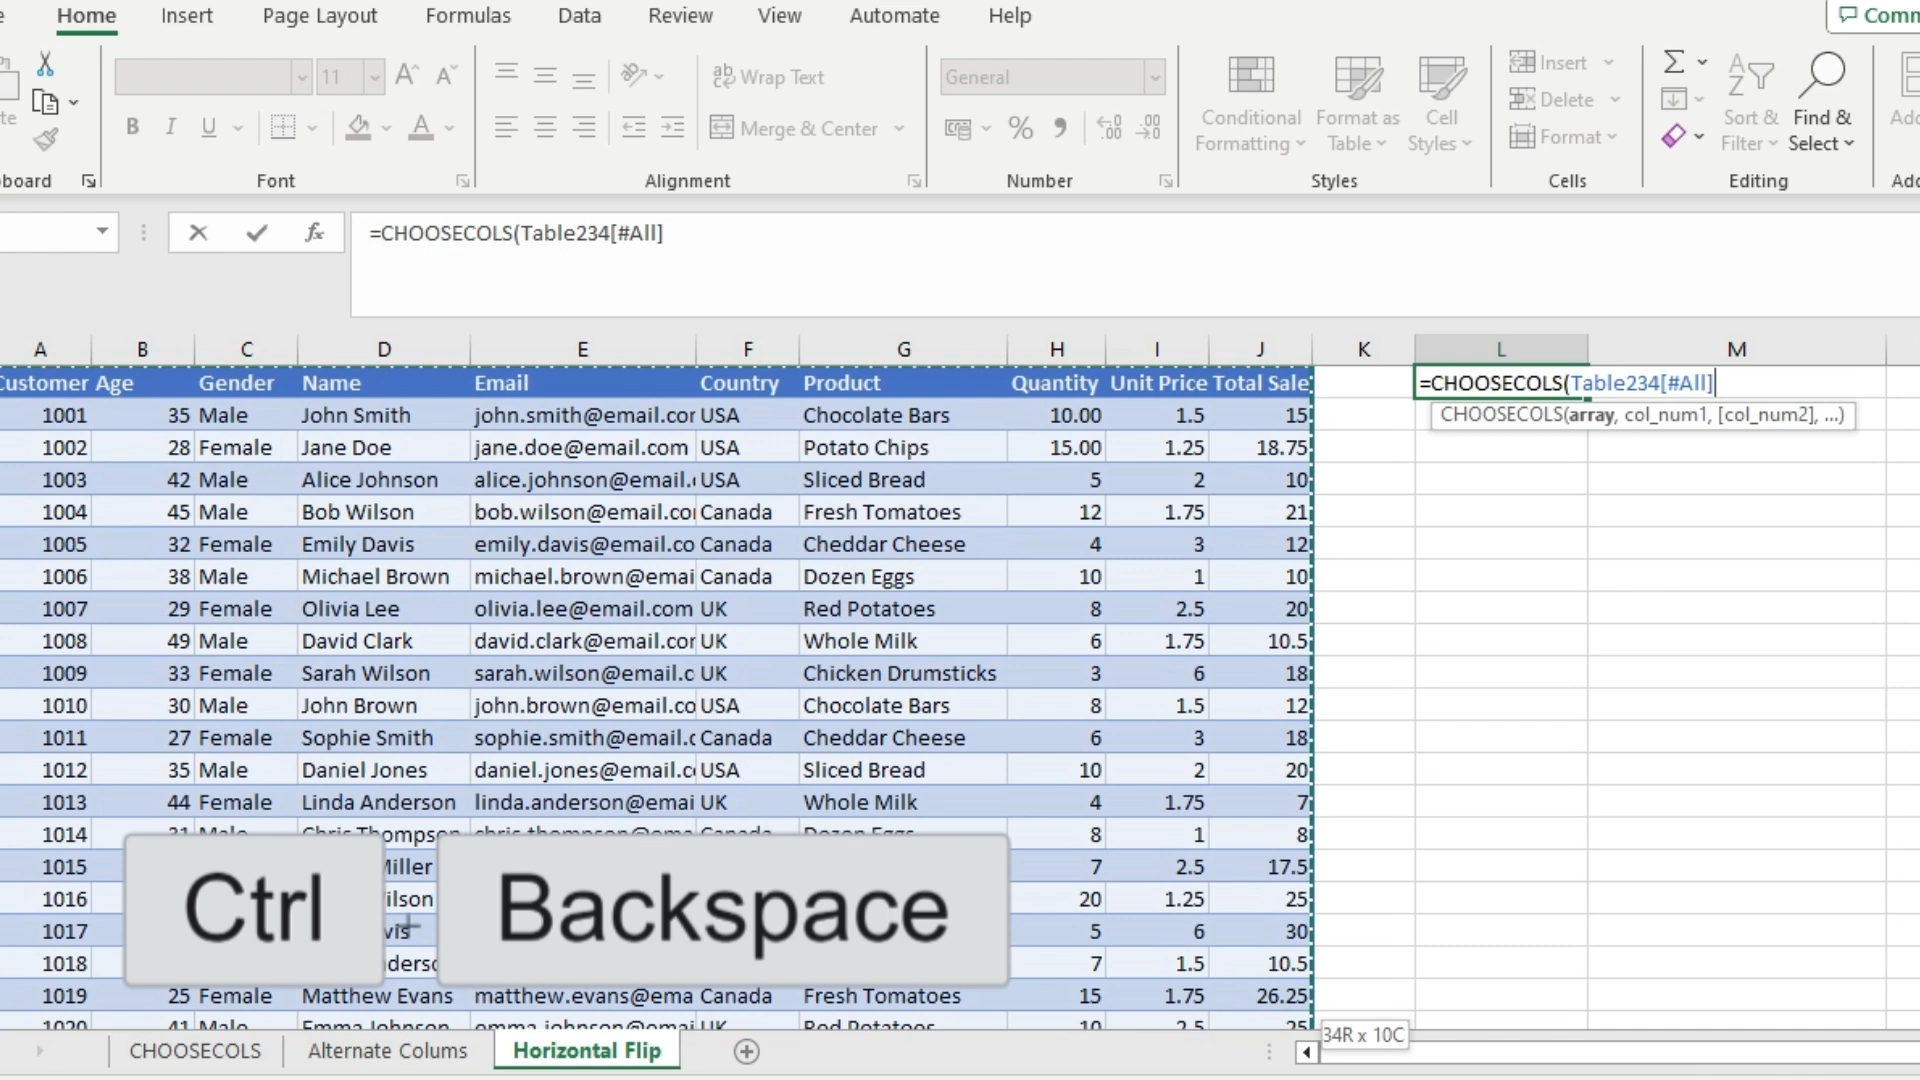 Home Insert Page Layout Formulas Data Review View Automate Help Comm
11 ab Wrap Text General Insert
Conditional Format as Cell Delete Sort & Find &
B I U Merge & Center % Formatting Table Styles Format Filter Select
board Font Alignment Number Styles Cells Editing
=CHOOSECOLS(Table234[#All]
A B C D E F G H I J K L M
Customer Age Gender Name Email Country Product Quantity Unit Price Total Sale =CHOOSECOLS(Table234[#All]
1001 35 Male John Smith john.smith@email.cor USA Chocolate Bars 10.00 1.5 15 CHOOSECOLS(array, col_num1, [col_num2], ...)
1002 28 Female Jane Doe jane.doe@email.com USA Potato Chips 15.00 1.25 18.75
1003 42 Male Alice Johnson alice.johnson@email. USA Sliced Bread 5 2 10
1004 45 Male Bob Wilson bob.wilson@email.co Canada Fresh Tomatoes 12 1.75 21
1005 32 Female Emily Davis emily.davis@email.co Canada Cheddar Cheese 4 3 12
1006 38 Male Michael Brown michael.brown@emai Canada Dozen Eggs 10 1 10
1007 29 Female Olivia Lee olivia.lee@email.com UK Red Potatoes 8 2.5 20
1008 49 Male David Clark david.clark@email.cor UK Whole Milk 6 1.75 10.5
1009 33 Female Sarah Wilson sarah.wilson@email.c UK Chicken Drumsticks 3 6 18
1010 30 Male John Brown john.brown@email.co USA Chocolate Bars 8 1.5 12
1011 27 Female Sophie Smith sophie.smith@email.c Canada Cheddar Cheese 6 3 18
1012 35 Male Daniel Jones daniel.jones@email.c USA Sliced Bread 10 2 20
1013 44 Female Linda Anderson linda.anderson@emai UK Whole Milk 4 1.75 7
1014 31 Male Chris Thompson chris.thompson@ema Canada Dozen Eggs 8 1 8
1015 Miller 7 2.5 17.5
1016 ilson 20 1.25 25
Ctrl Backspace
1017 vis 5 6 30
1018 derso 7 1.5 10.5
1019 25 Female Matthew Evans matthew.evans@ema Canada Fresh Tomatoes 15 1.75 26.25
1020 41 Male Emma Johnson emma.johnson@emai UK Red Potatoes 10 2.5 25
34R x 10C
CHOOSECOLS Alternate Colums Horizontal Flip